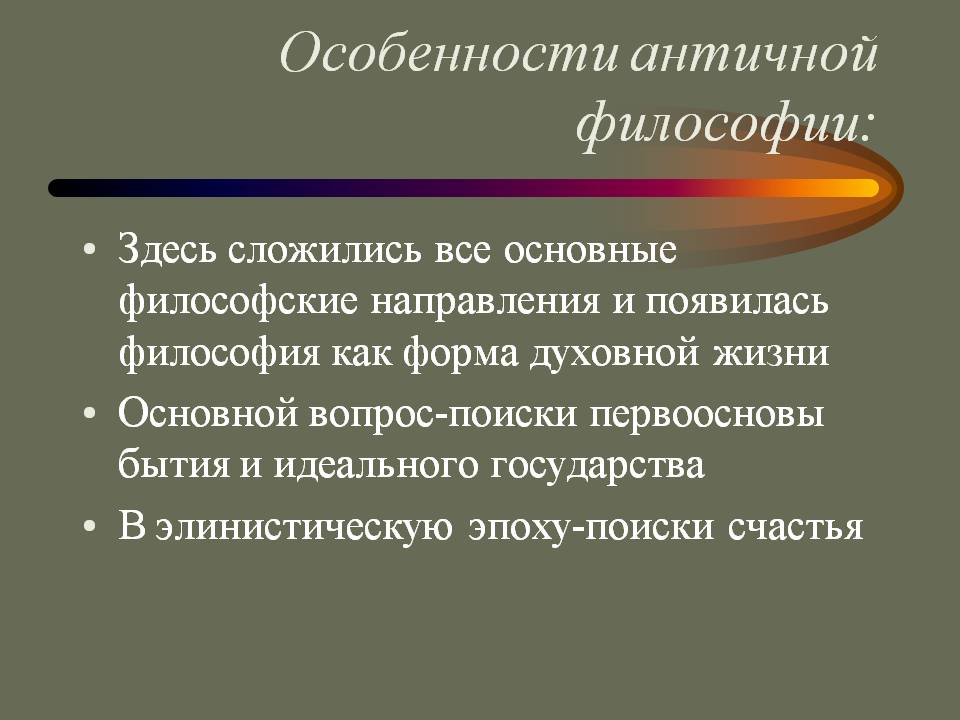 Особенности античной
философии:
• Здесь сложились все основные
философские направления и появилась
философия как форма духовной жизни
• Основной вопрос-поиски первоосновы
бытия и идеального государства
• В элинистическую эпоху-поиски счастья